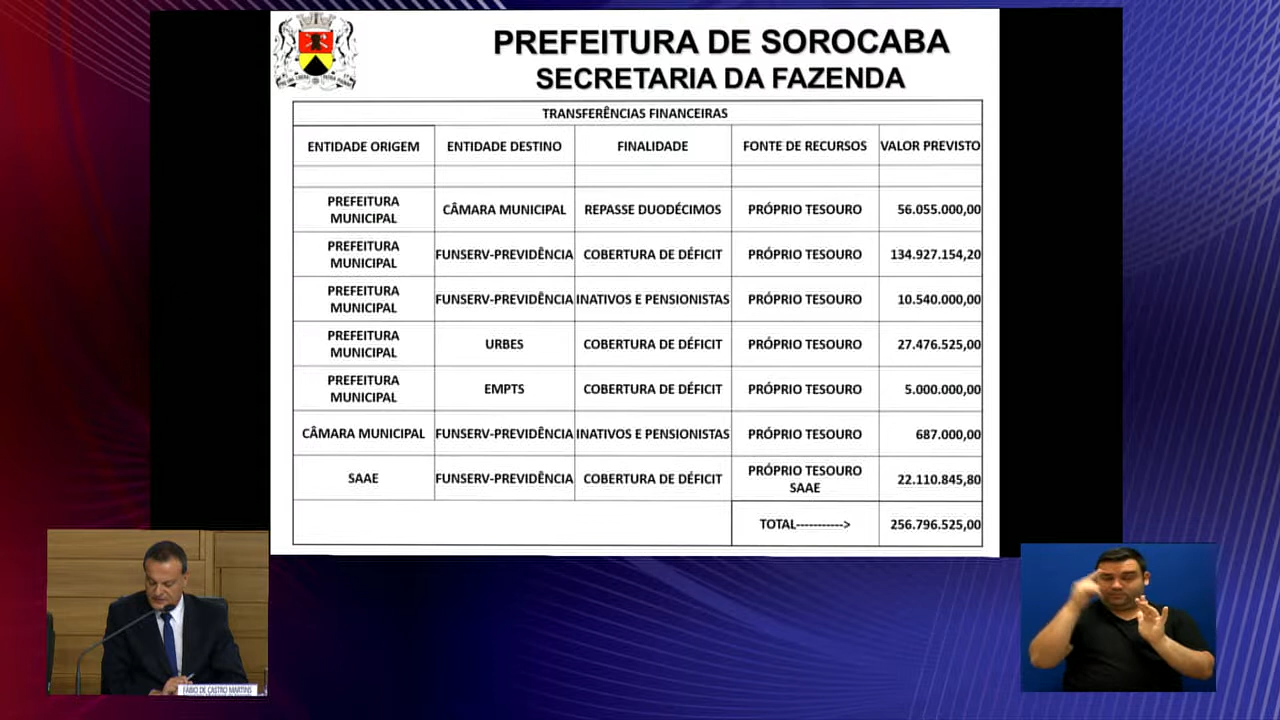 PREFEITURA DE SOROCABA
SECRETARIA DA FAZENDA
TRANSFERÊNCIAS FINANCEIRAS
ENTIDADE ORIGEM ENTIDADE DESTINO FINALIDADE FONTE DE RECURSOS VALOR PREVISTO
PREFEITURA MUNICIPAL CÂMARA MUNICIPAL REPASSE DUODÉCIMOS PRÓPRIO TESOURO 56.055.000,00
PREFEITURA MUNICIPAL FUNSERV-PREVIDÊNCIA COBERTURA DE DÉFICIT PRÓPRIO TESOURO 134.927.154,20
PREFEITURA MUNICIPAL FUNSERV-PREVIDÊNCIA INATIVOS E PENSIONISTAS PRÓPRIO TESOURO 10.540.000,00
PREFEITURA MUNICIPAL URBES COBERTURA DE DÉFICIT PRÓPRIO TESOURO 27.476.525,00
PREFEITURA MUNICIPAL EMPTS COBERTURA DE DÉFICIT PRÓPRIO TESOURO 5.000.000,00
CÂMARA MUNICIPAL FUNSERV-PREVIDÊNCIA INATIVOS E PENSIONISTAS PRÓPRIO TESOURO 687.000,00
SAAE FUNSERV-PREVIDÊNCIA COBERTURA DE DÉFICIT PRÓPRIO TESOURO SAAE 22.110.845,80
TOTAL-----------> 256.796.525,00
FÁBIO DE CASTRO MARTINS